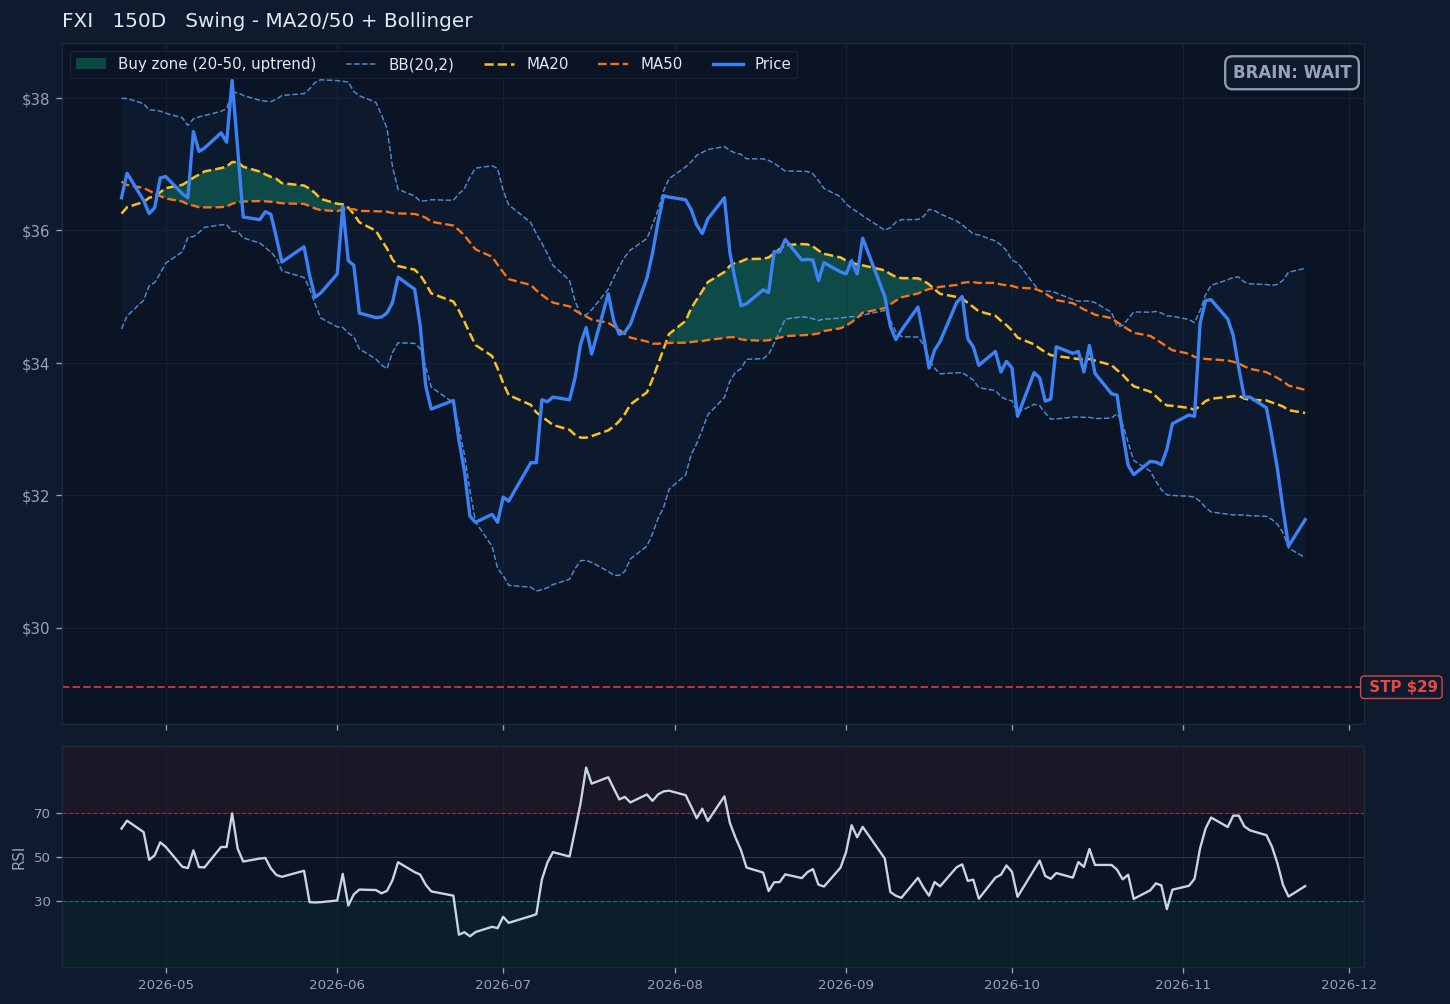 FXI   150D   Swing - MA20/50 + Bollinger
Buy zone (20-50, uptrend)   BB(20,2)   MA20   MA50   Price
BRAIN: WAIT
$38
$36
$34
$32
$30
STP $29
RSI
70
50
30
2026-05   2026-06   2026-07   2026-08   2026-09   2026-10   2026-11   2026-12